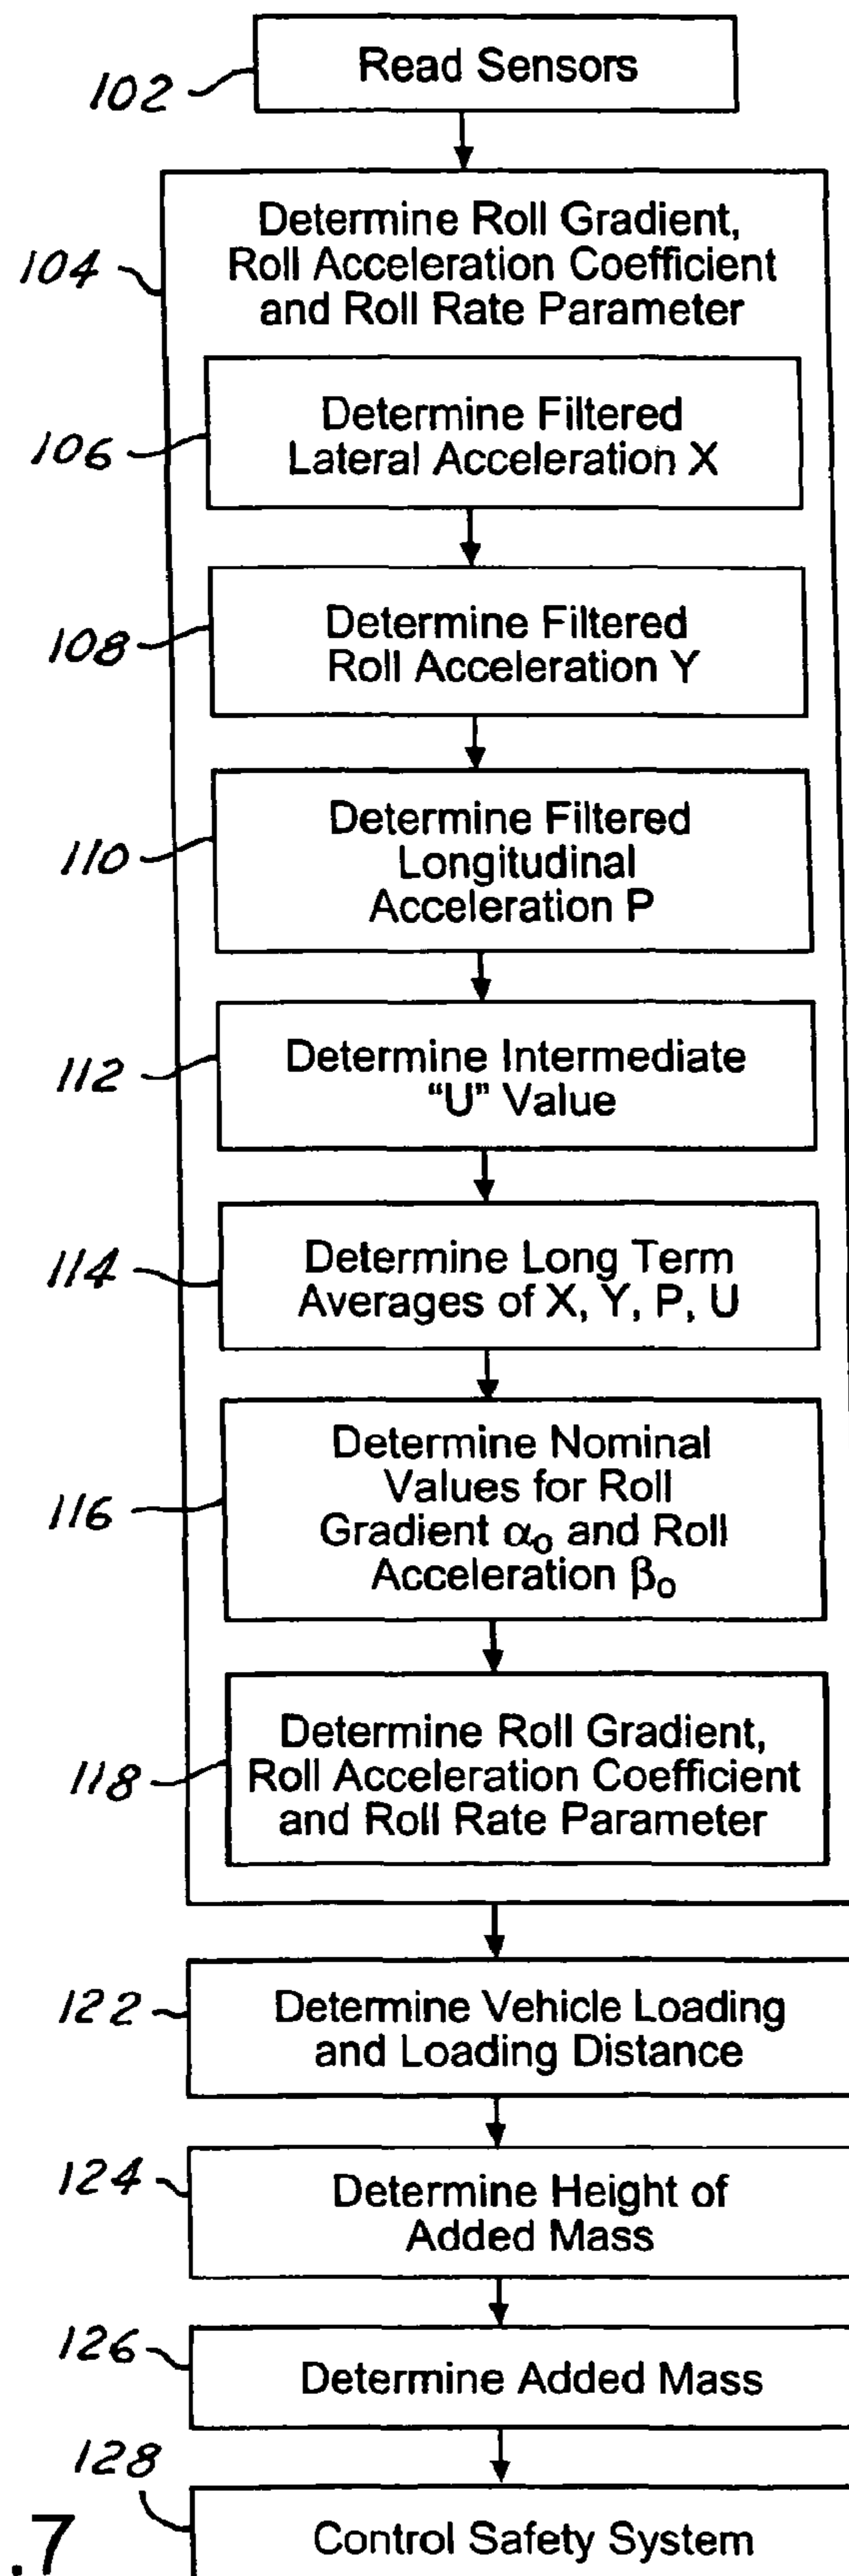 102
Read Sensors
104
Determine Roll Gradient,
Roll Acceleration Coefficient
and Roll Rate Parameter
106
Determine Filtered
Lateral Acceleration X
108
Determine Filtered
Roll Acceleration Y
110
Determine Filtered
Longitudinal
Acceleration P
112
Determine Intermediate
“U” Value
114
Determine Long Term
Averages of X, Y, P, U
116
Determine Nominal
Values for Roll
Gradient α₀ and Roll
Acceleration β₀
118
Determine Roll Gradient,
Roll Acceleration Coefficient
and Roll Rate Parameter
122
Determine Vehicle Loading
and Loading Distance
124
Determine Height of
Added Mass
126
Determine Added Mass
128
Control Safety System
.7